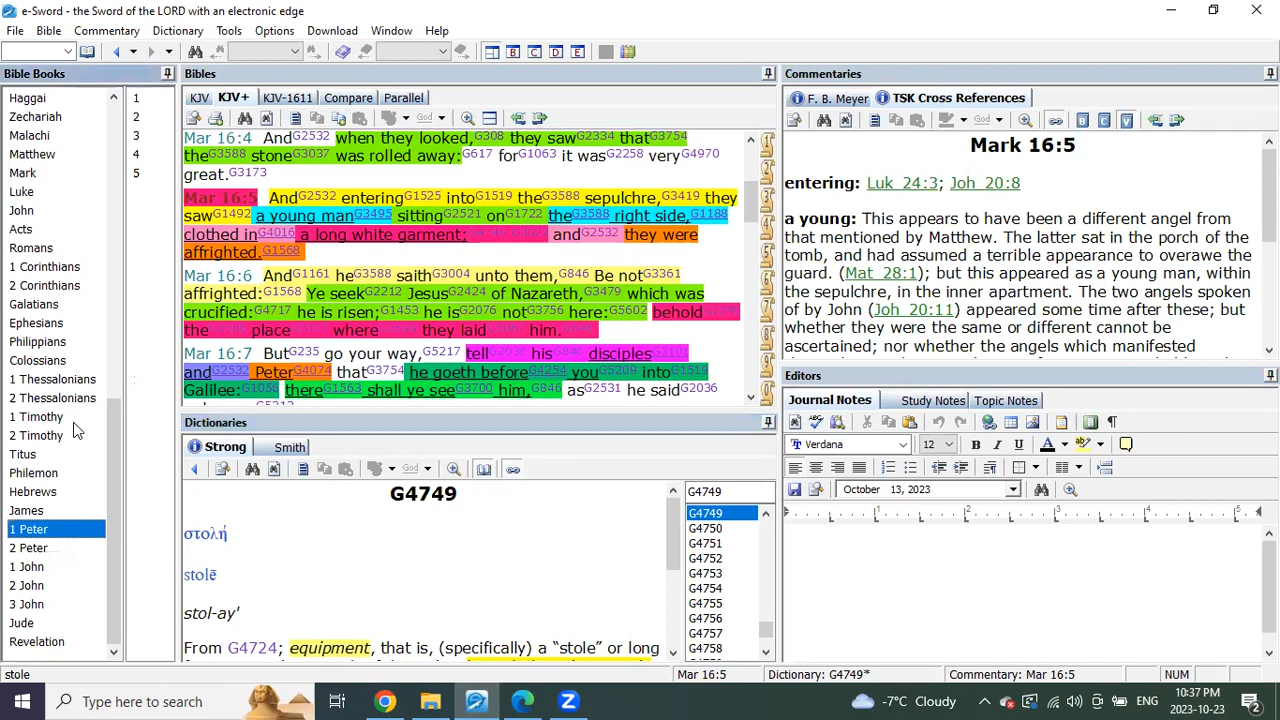 e-Sword - the Sword of the LORD with an electronic edge
File Bible Commentary Dictionary Tools Options Download Window Help
B C D E
Bible Books
Haggai
Zechariah
Malachi
Matthew
Mark
Luke
John
Acts
Romans
1 Corinthians
2 Corinthians
Galatians
Ephesians
Philippians
Colossians
1 Thessalonians
2 Thessalonians
1 Timothy
2 Timothy
Titus
Philemon
Hebrews
James
1 Peter
2 Peter
1 John
2 John
3 John
Jude
Revelation
1
2
3
4
5
Bibles
KJV KJV+ KJV-1611 Compare Parallel
God
Mar 16:4 And G2532 when they looked, G308 they saw G2334 that G3754
the G3588 stone G3037 was rolled away: G617 for G1063 it was G2258 very G4970
great. G3173
Mar 16:5 And G2532 entering G1525 into G1519 the G3588 sepulchre, G3419 they
saw G1492 a young man G3495 sitting G2521 on G1722 the G3588 right side, G1188
clothed in G4016 a long white garment; and G2532 they were
affrighted. G1568
Mar 16:6 And G1161 he G3588 saith G3004 unto them, G846 Be not G3361
affrighted: G1568 Ye seek G2212 Jesus G2424 of Nazareth, G3479 which was
crucified: G4717 he is risen; G1453 he is G2076 not G3756 here: G5602 behold
the place where they laid him.
Mar 16:7 But G235 go your way, G5217 tell his disciples
and G2532 Peter G4074 that G3754 he goeth before G4254 you G5209 into G1519
Galilee: G1056 there G1563 shall ye see G3700 him, G846 as G2531 he said G2036
Dictionaries
Strong Smith
God
G4749
στολή
stolē
stol-ay'
From G4724; equipment, that is, (specifically) a “stole” or long
G4749
G4749
G4750
G4751
G4752
G4753
G4754
G4755
G4756
G4757
G4758
Commentaries
F. B. Meyer TSK Cross References
God B C V
Mark 16:5
entering: Luk_24:3; Joh_20:8
a young: This appears to have been a different angel from
that mentioned by Matthew. The latter sat in the porch of the
tomb, and had assumed a terrible appearance to overawe the
guard. (Mat_28:1); but this appeared as a young man, within
the sepulchre, in the inner apartment. The two angels spoken
of by John (Joh_20:11) appeared some time after these; but
whether they were the same or different cannot be
ascertained; nor whether the angels which manifested
Editors
Journal Notes Study Notes Topic Notes
Verdana 12 B I U A
October 13, 2023
1 2 3 4 5
stole Mar 16:5 Dictionary: G4749* Commentary: Mar 16:5 NUM
Type here to search
-7°C Cloudy ENG 10:37 PM
2023-10-23
2